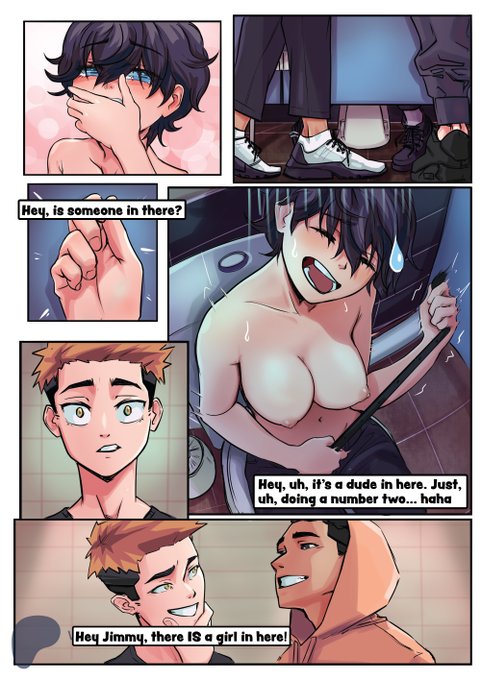 Hey, is someone in there?
Hey, uh, it's a dude in here. Just,
uh, doing a number two... haha
Hey Jimmy, there IS a girl in here!